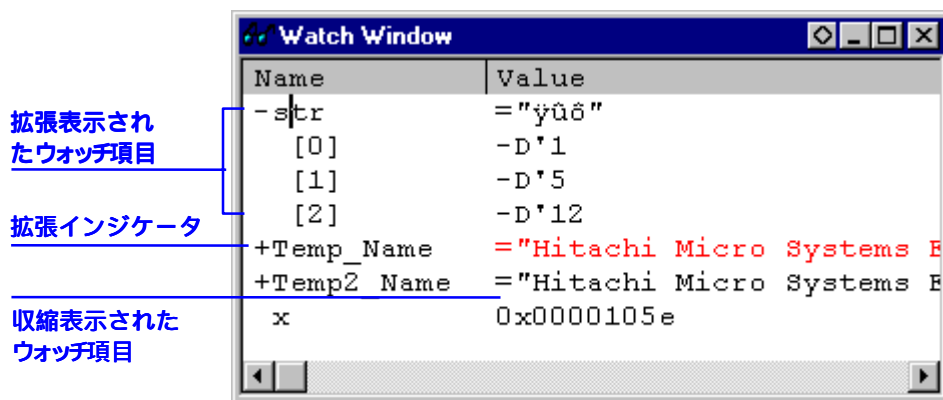 Watch Window
Name Value
-str ="ÿûô"
[0] -D'1
[1] -D'5
[2] -D'12
+Temp_Name ="Hitachi Micro Systems E
+Temp2_Name ="Hitachi Micro Systems E
x 0x0000105e
拡張表示され
たウォッチ項目
拡張インジケータ
収縮表示された
ウォッチ項目